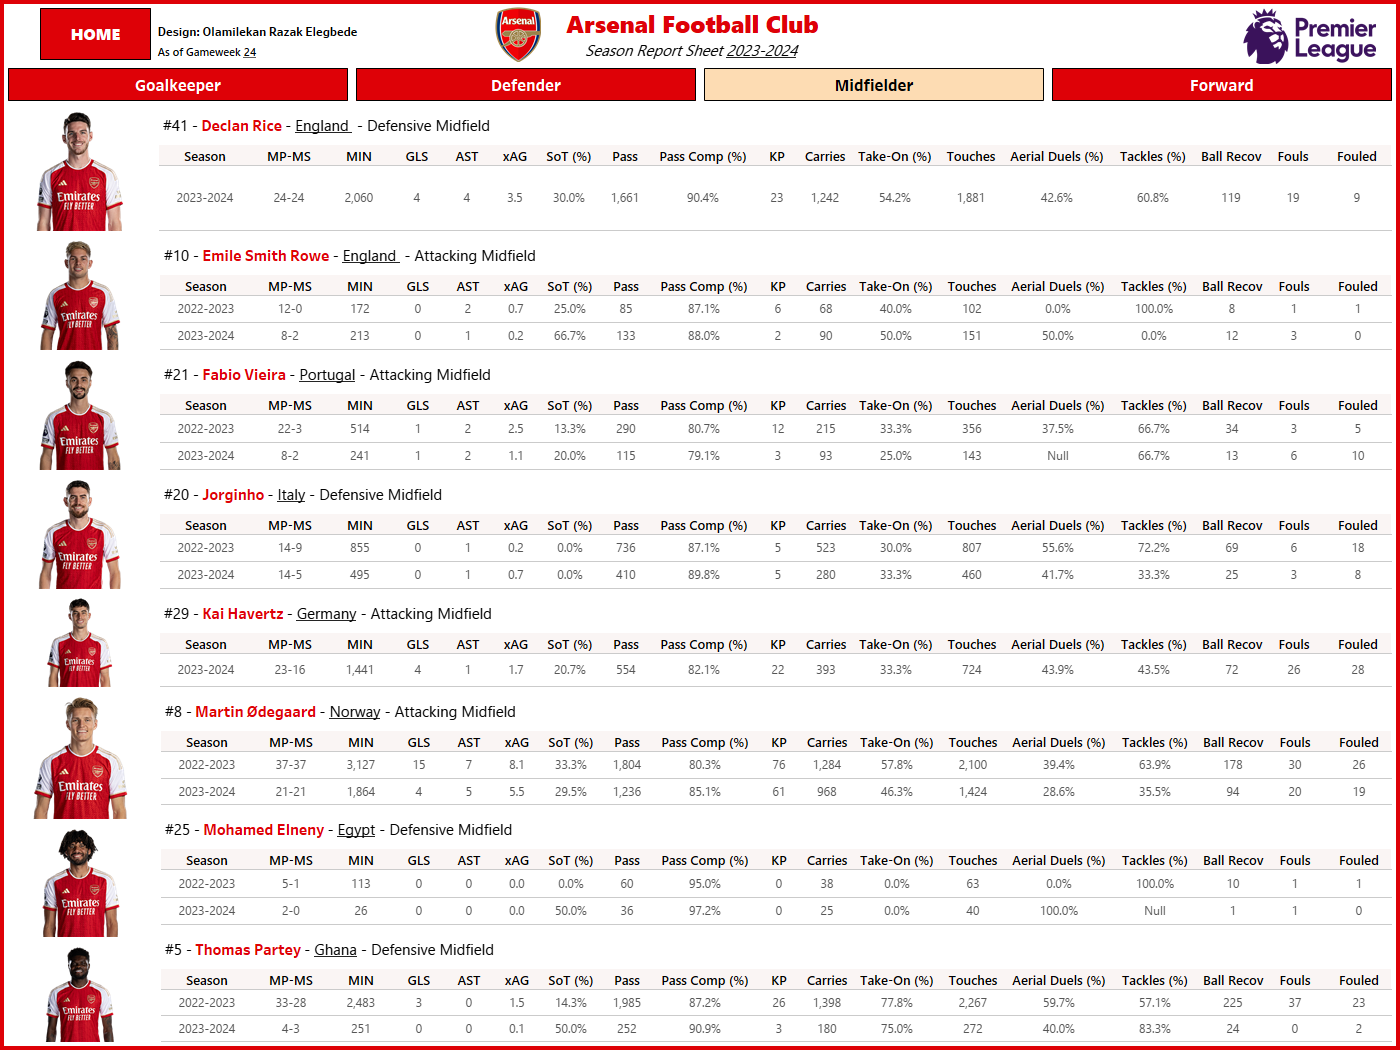 HOME
Design: Olamilekan Razak Elegbede
As of Gameweek 24
Arsenal
Arsenal Football Club
Season Report Sheet 2023-2024
Premier
League
Goalkeeper Defender Midfielder Forward
#41 - Declan Rice - England - Defensive Midfield
Season MP-MS MIN GLS AST xAG SoT (%) Pass Pass Comp (%) KP Carries Take-On (%) Touches Aerial Duels (%) Tackles (%) Ball Recov Fouls Fouled
2023-2024 24-24 2,060 4 4 3.5 30.0% 1,661 90.4% 23 1,242 54.2% 1,881 42.6% 60.8% 119 19 9
Emirates
FLY BETTER
#10 - Emile Smith Rowe - England - Attacking Midfield
Season MP-MS MIN GLS AST xAG SoT (%) Pass Pass Comp (%) KP Carries Take-On (%) Touches Aerial Duels (%) Tackles (%) Ball Recov Fouls Fouled
2022-2023 12-0 172 0 2 0.7 25.0% 85 87.1% 6 68 40.0% 102 0.0% 100.0% 8 1 1
2023-2024 8-2 213 0 1 0.2 66.7% 133 88.0% 2 90 50.0% 151 50.0% 0.0% 12 3 0
Emirates
FLY BETTER
#21 - Fabio Vieira - Portugal - Attacking Midfield
Season MP-MS MIN GLS AST xAG SoT (%) Pass Pass Comp (%) KP Carries Take-On (%) Touches Aerial Duels (%) Tackles (%) Ball Recov Fouls Fouled
2022-2023 22-3 514 1 2 2.5 13.3% 290 80.7% 12 215 33.3% 356 37.5% 66.7% 34 3 5
2023-2024 8-2 241 1 2 1.1 20.0% 115 79.1% 3 93 25.0% 143 Null 66.7% 13 6 10
Emirates
FLY BETTER
#20 - Jorginho - Italy - Defensive Midfield
Season MP-MS MIN GLS AST xAG SoT (%) Pass Pass Comp (%) KP Carries Take-On (%) Touches Aerial Duels (%) Tackles (%) Ball Recov Fouls Fouled
2022-2023 14-9 855 0 1 0.2 0.0% 736 87.1% 5 523 30.0% 807 55.6% 72.2% 69 6 18
2023-2024 14-5 495 0 1 0.7 0.0% 410 89.8% 5 280 33.3% 460 41.7% 33.3% 25 3 8
Emirates
FLY BETTER
#29 - Kai Havertz - Germany - Attacking Midfield
Season MP-MS MIN GLS AST xAG SoT (%) Pass Pass Comp (%) KP Carries Take-On (%) Touches Aerial Duels (%) Tackles (%) Ball Recov Fouls Fouled
2023-2024 23-16 1,441 4 1 1.7 20.7% 554 82.1% 22 393 33.3% 724 43.9% 43.5% 72 26 28
Emirates
FLY BETTER
#8 - Martin Ødegaard - Norway - Attacking Midfield
Season MP-MS MIN GLS AST xAG SoT (%) Pass Pass Comp (%) KP Carries Take-On (%) Touches Aerial Duels (%) Tackles (%) Ball Recov Fouls Fouled
2022-2023 37-37 3,127 15 7 8.1 33.3% 1,804 80.3% 76 1,284 57.8% 2,100 39.4% 63.9% 178 30 26
2023-2024 21-21 1,864 4 5 5.5 29.5% 1,236 85.1% 61 968 46.3% 1,424 28.6% 35.5% 94 20 19
Emirates
FLY BETTER
#25 - Mohamed Elneny - Egypt - Defensive Midfield
Season MP-MS MIN GLS AST xAG SoT (%) Pass Pass Comp (%) KP Carries Take-On (%) Touches Aerial Duels (%) Tackles (%) Ball Recov Fouls Fouled
2022-2023 5-1 113 0 0 0.0 0.0% 60 95.0% 0 38 0.0% 63 0.0% 100.0% 10 1 1
2023-2024 2-0 26 0 0 0.0 50.0% 36 97.2% 0 25 0.0% 40 100.0% Null 1 1 0
Emirates
FLY BETTER
#5 - Thomas Partey - Ghana - Defensive Midfield
Season MP-MS MIN GLS AST xAG SoT (%) Pass Pass Comp (%) KP Carries Take-On (%) Touches Aerial Duels (%) Tackles (%) Ball Recov Fouls Fouled
2022-2023 33-28 2,483 3 0 1.5 14.3% 1,985 87.2% 26 1,398 77.8% 2,267 59.7% 57.1% 225 37 23
2023-2024 4-3 251 0 0 0.1 50.0% 252 90.9% 3 180 75.0% 272 40.0% 83.3% 24 0 2
Emirates
FLY BETTER